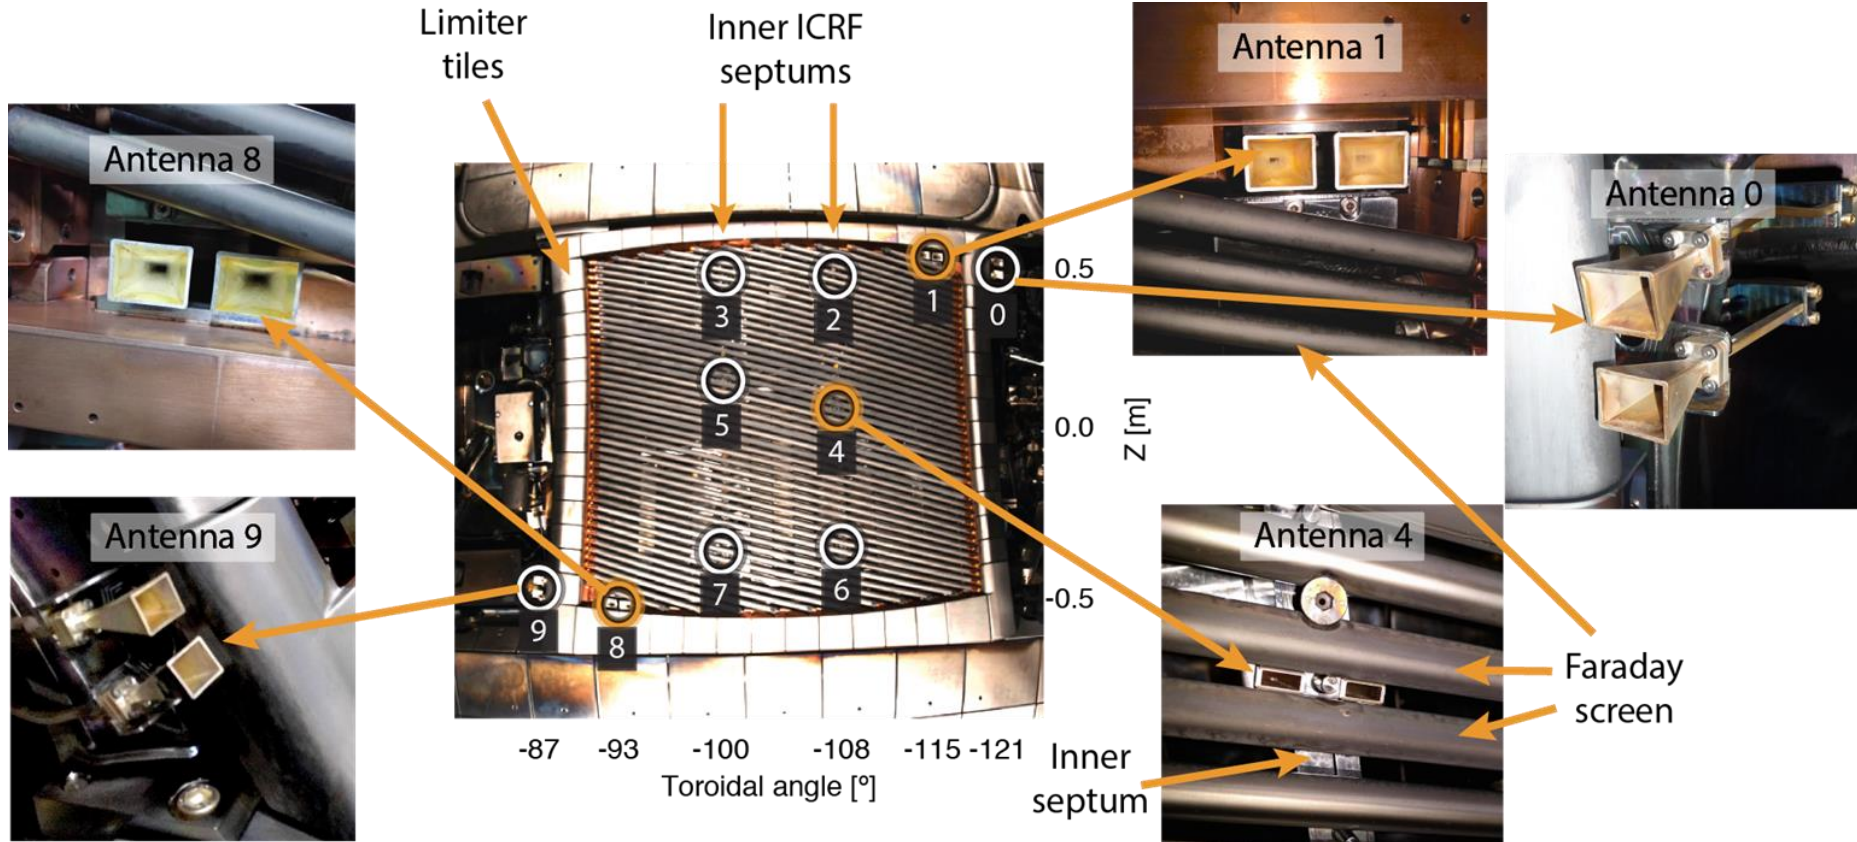 Limiter
tiles
Inner ICRF
septums
Antenna 1
Antenna 8
Antenna 0
3
2
1
0
5
4
7
6
9
8
0.5
0.0
-0.5
Z [m]
Antenna 9
Antenna 4
Faraday
screen
Inner
septum
-87
-93
-100
-108
-115
-121
Toroidal angle [º]